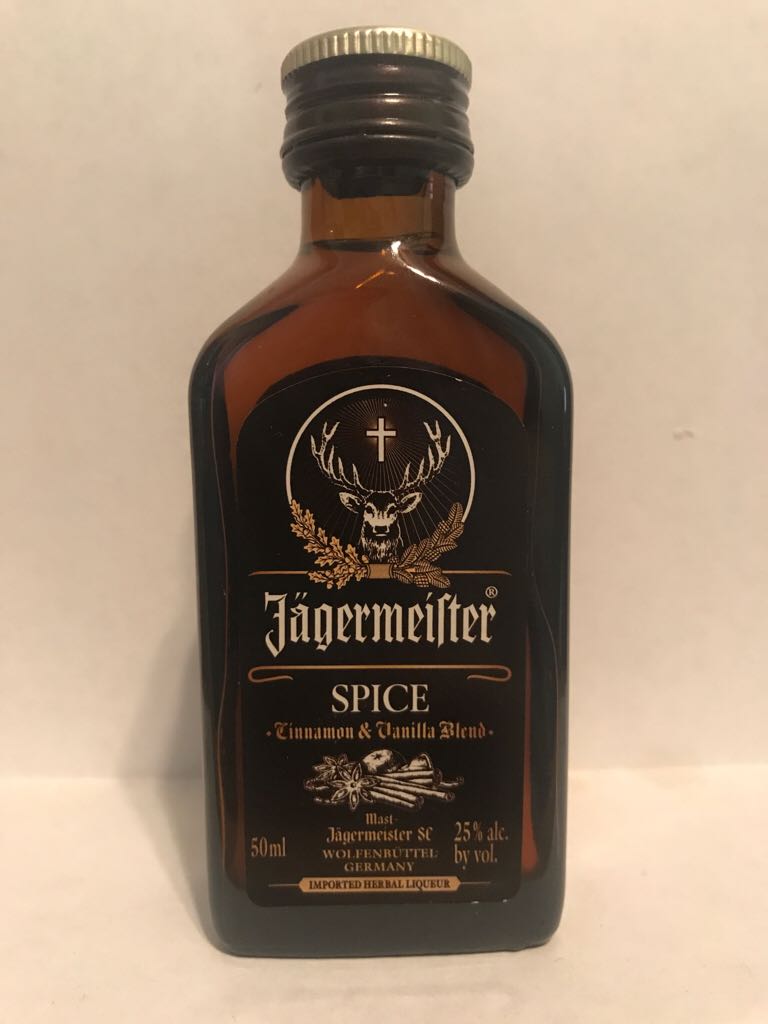 Jägermeiſter®
SPICE
·Cinnamon & Vanilla Blend·
Mast-
Jägermeister SE
WOLFENBÜTTEL
GERMANY
50ml
25% alc.
by vol.
IMPORTED HERBAL LIQUEUR